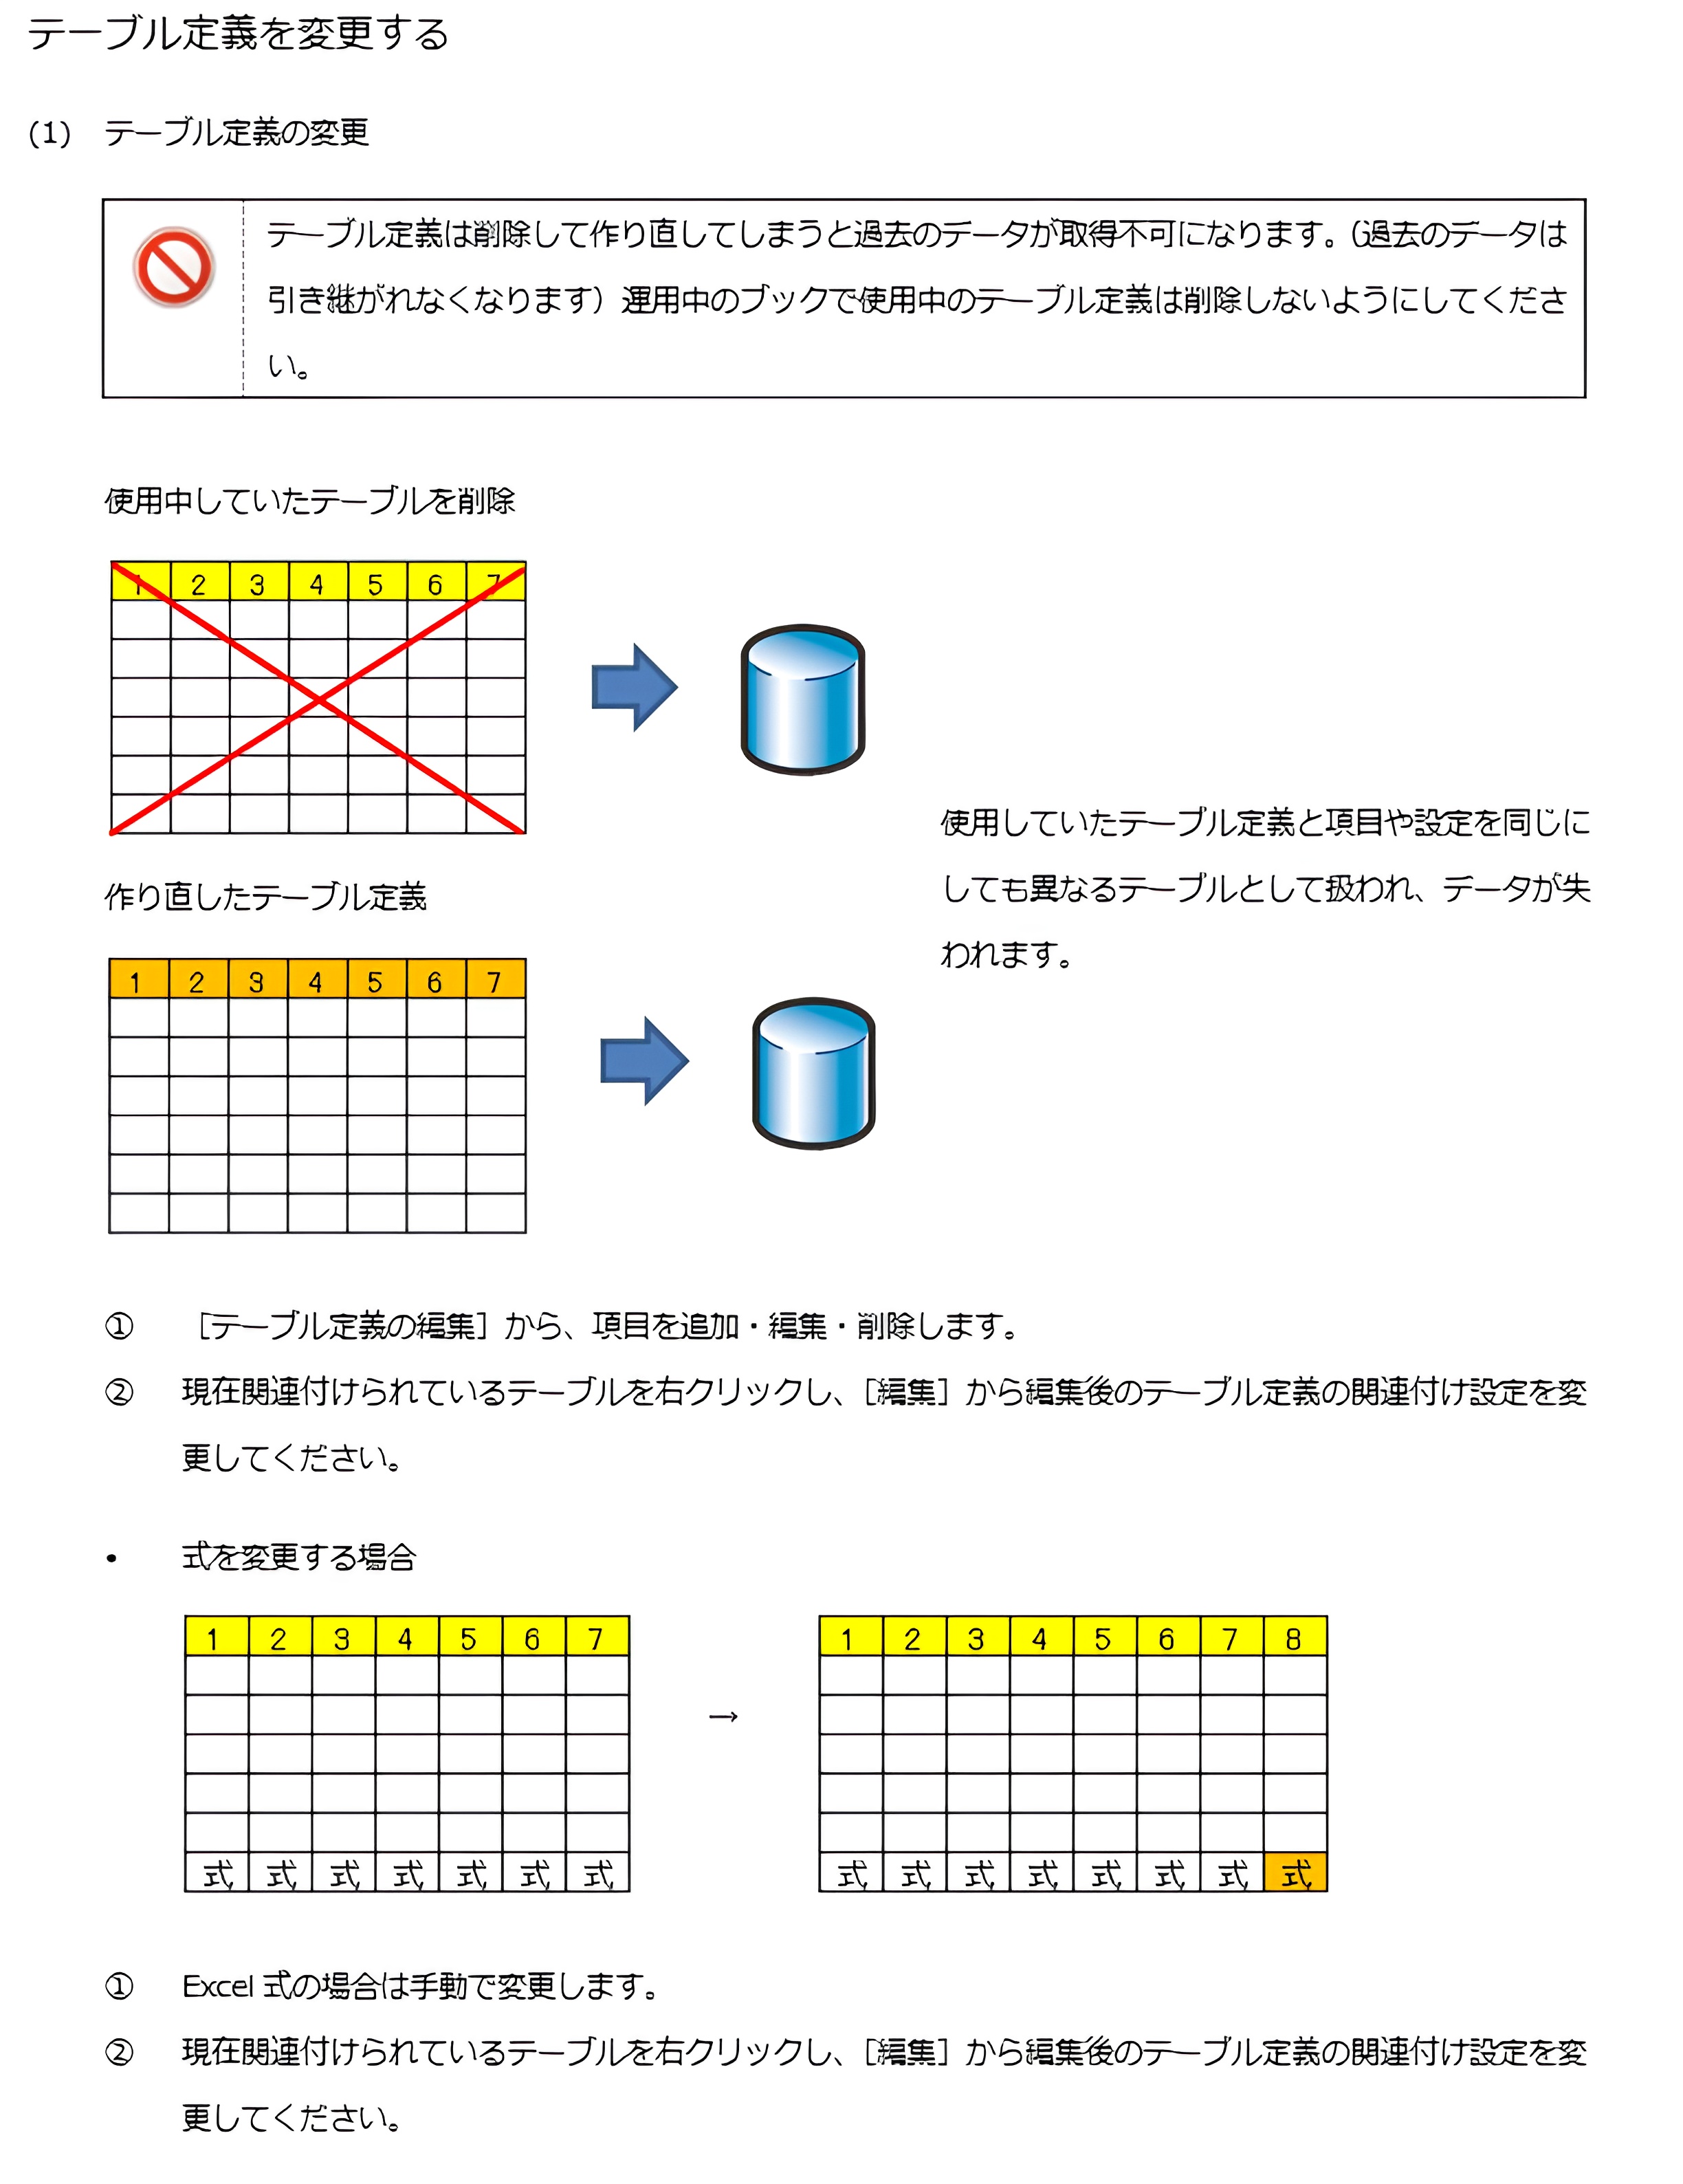 テーブル定義を変更する
(1) テーブル定義の変更
テーブル定義は削除して作り直してしまうと過去のデータが取得不可になります。（過去のデータは
引き継がれなくなります）運用中のブックで使用中のテーブル定義は削除しないようにしてくださ
い。
使用中していたテーブルを削除
1 2 3 4 5 6 7
使用していたテーブル定義と項目や設定を同じに
しても異なるテーブルとして扱われ、データが失
われます。
作り直したテーブル定義
1 2 3 4 5 6 7
① ［テーブル定義の編集］から、項目を追加・編集・削除します。
② 現在関連付けられているテーブルを右クリックし、［編集］から編集後のテーブル定義の関連付け設定を変
更してください。
• 式を変更する場合
1 2 3 4 5 6 7
→
1 2 3 4 5 6 7 8
式 式 式 式 式 式 式
式 式 式 式 式 式 式 式
① Excel 式の場合は手動で変更します。
② 現在関連付けられているテーブルを右クリックし、［編集］から編集後のテーブル定義の関連付け設定を変
更してください。